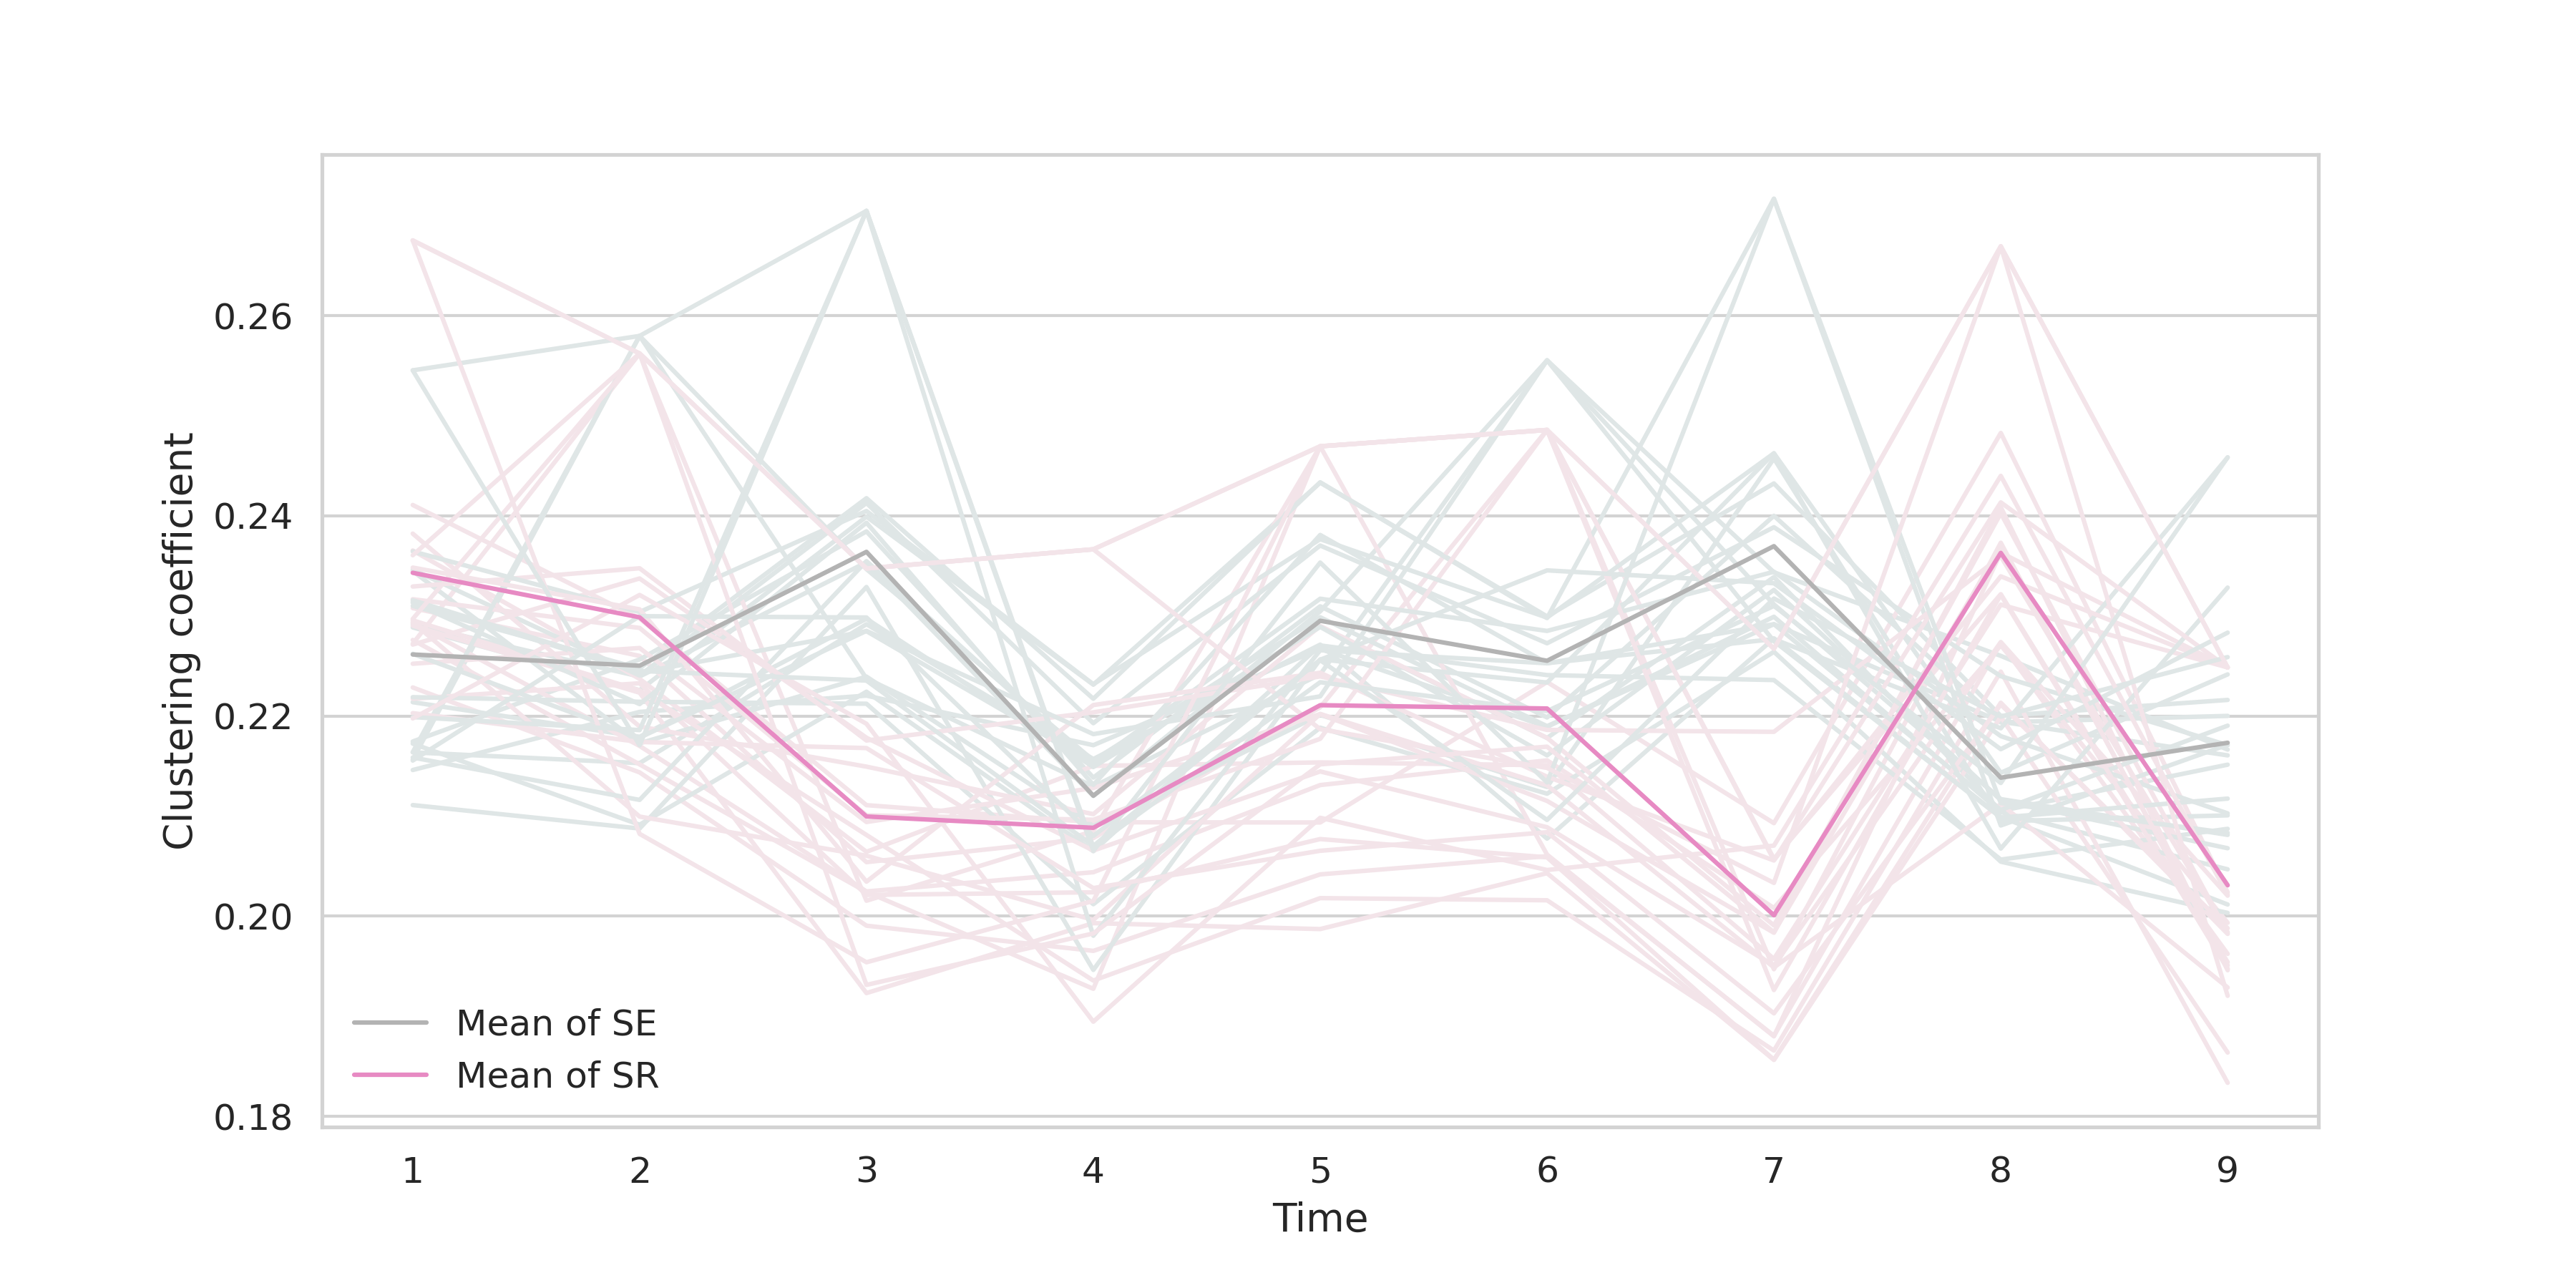 Clustering coefficient
0.26
0.24
0.22
0.20
0.18
Mean of SE
Mean of SR
1 2 3 4 5 6 7 8 9
Time